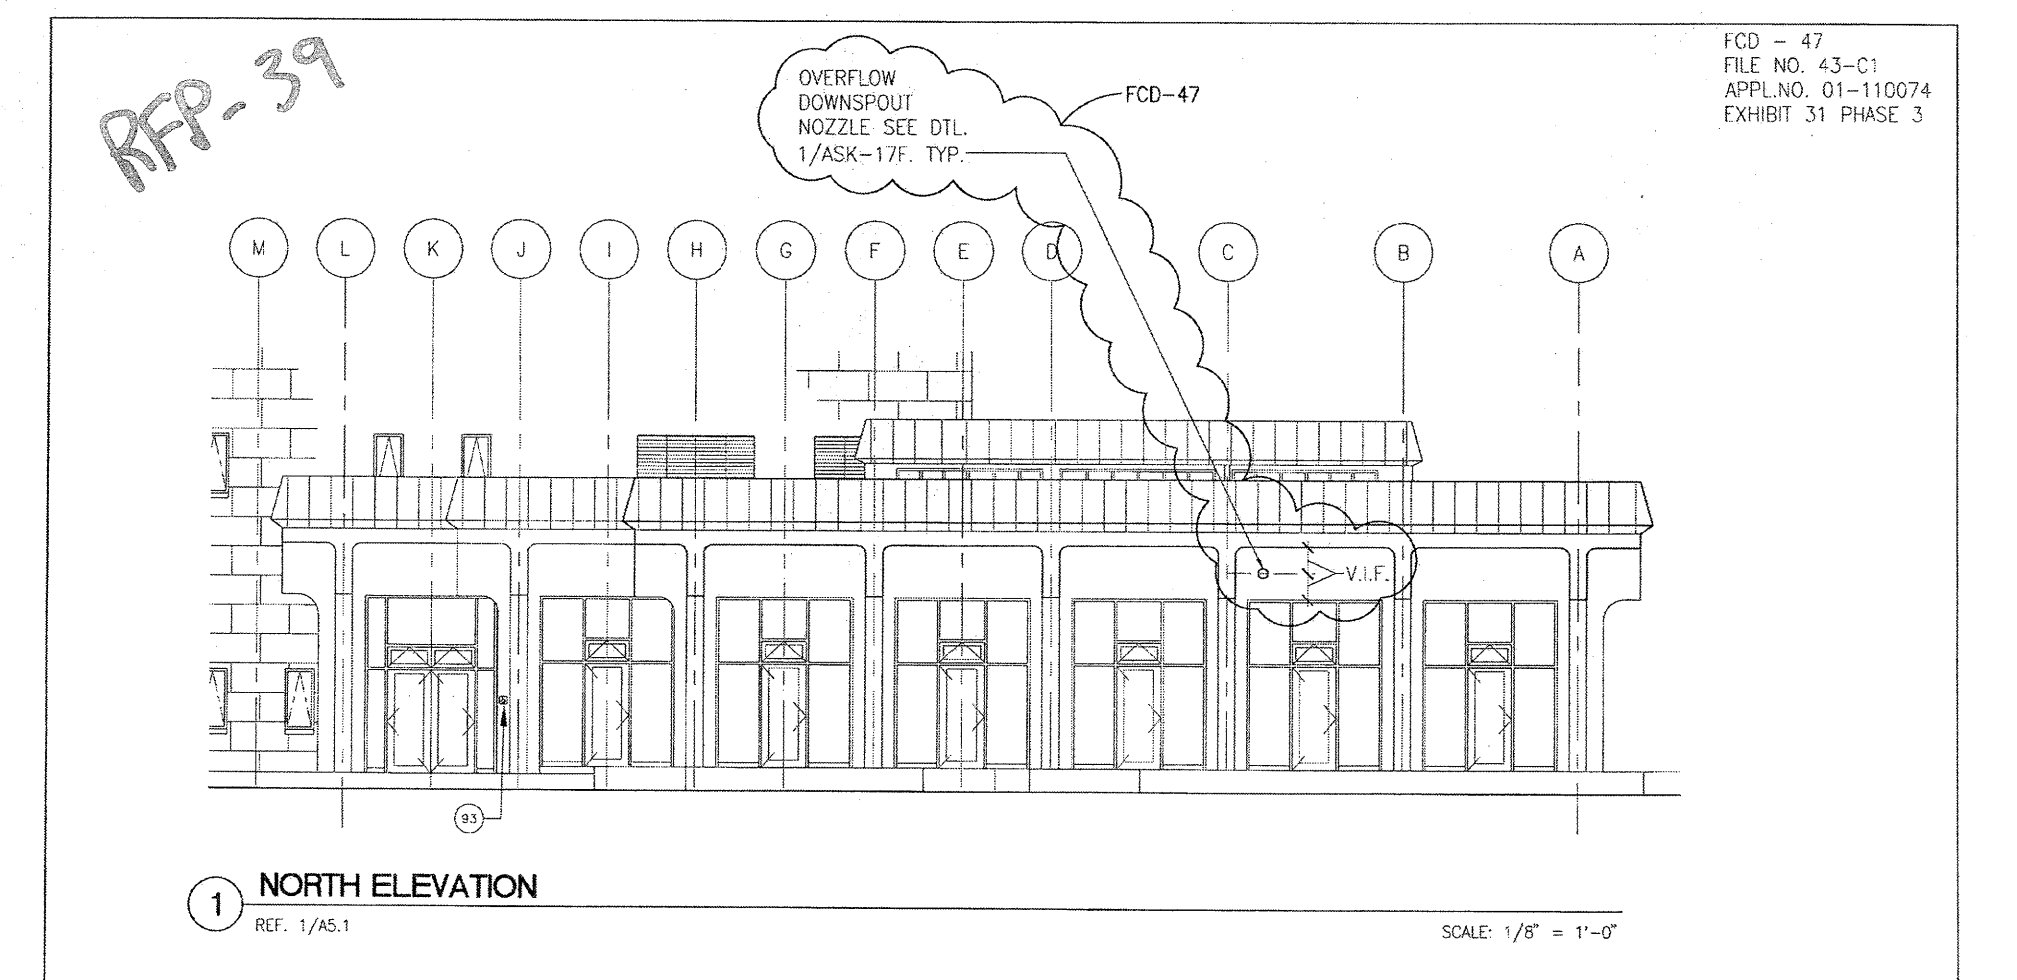 RFP-39
FCD - 47
FILE NO. 43-C1
APPL.NO. 01-110074
EXHIBIT 31 PHASE 3
OVERFLOW
DOWNSPOUT
NOZZLE SEE DTL.
1/ASK-17F. TYP.
FCD-47
M L K J I H G F E D C B A
V.I.F.
93
1 NORTH ELEVATION
REF. 1/A5.1
SCALE: 1/8" = 1'-0"